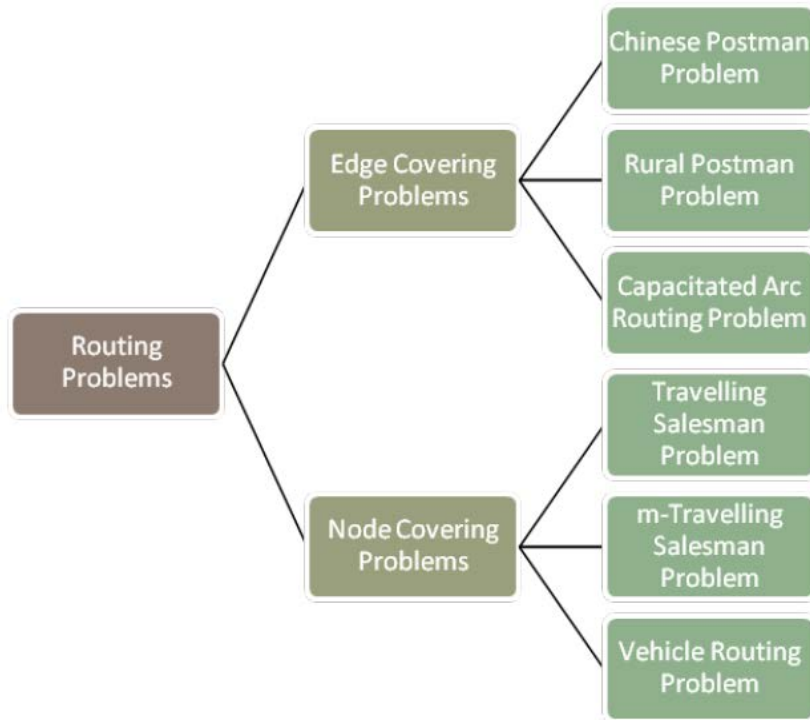 Routing
Problems
Edge Covering
Problems
Chinese Postman
Problem
Rural Postman
Problem
Capacitated Arc
Routing Problem
Node Covering
Problems
Travelling
Salesman
Problem
m-Travelling
Salesman
Problem
Vehicle Routing
Problem